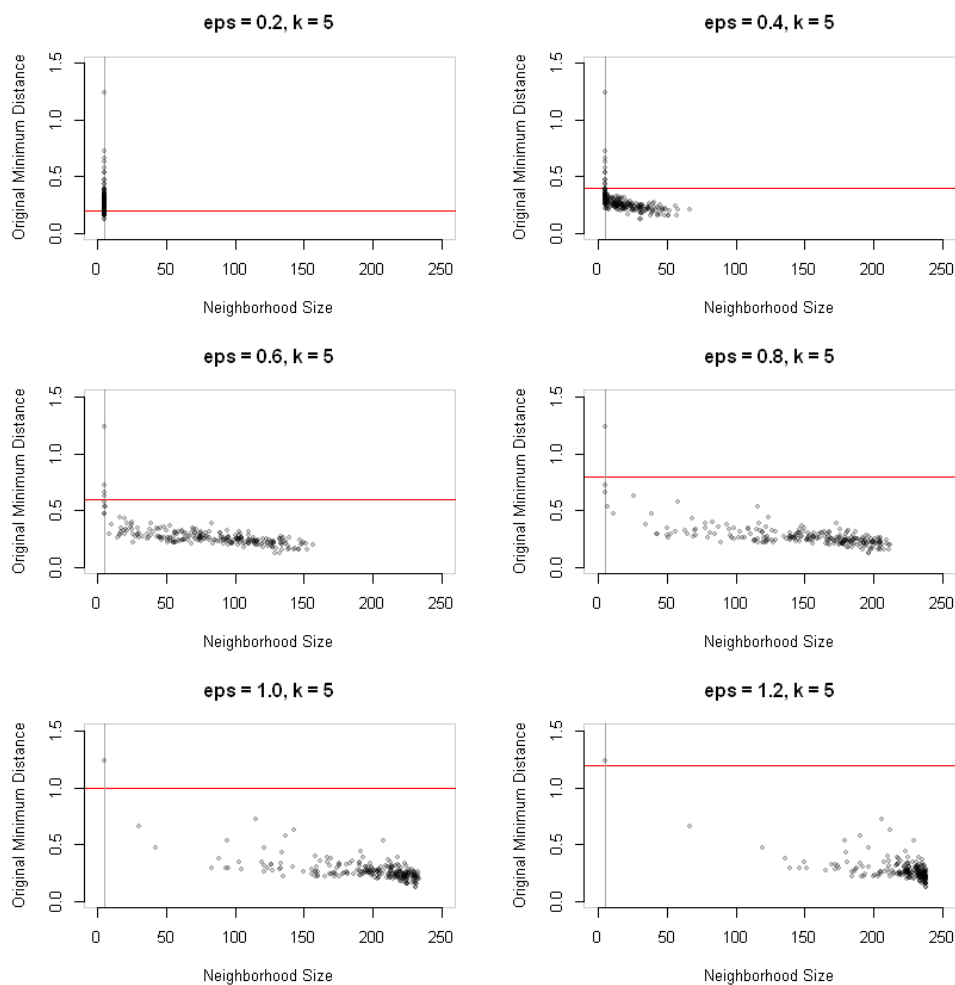 eps = 0.2, k = 5
Original Minimum Distance
0.0 0.5 1.0 1.5
0 50 100 150 200 250
Neighborhood Size
eps = 0.4, k = 5
Original Minimum Distance
0.0 0.5 1.0 1.5
0 50 100 150 200 250
Neighborhood Size
eps = 0.6, k = 5
Original Minimum Distance
0.0 0.5 1.0 1.5
0 50 100 150 200 250
Neighborhood Size
eps = 0.8, k = 5
Original Minimum Distance
0.0 0.5 1.0 1.5
0 50 100 150 200 250
Neighborhood Size
eps = 1.0, k = 5
Original Minimum Distance
0.0 0.5 1.0 1.5
0 50 100 150 200 250
Neighborhood Size
eps = 1.2, k = 5
Original Minimum Distance
0.0 0.5 1.0 1.5
0 50 100 150 200 250
Neighborhood Size